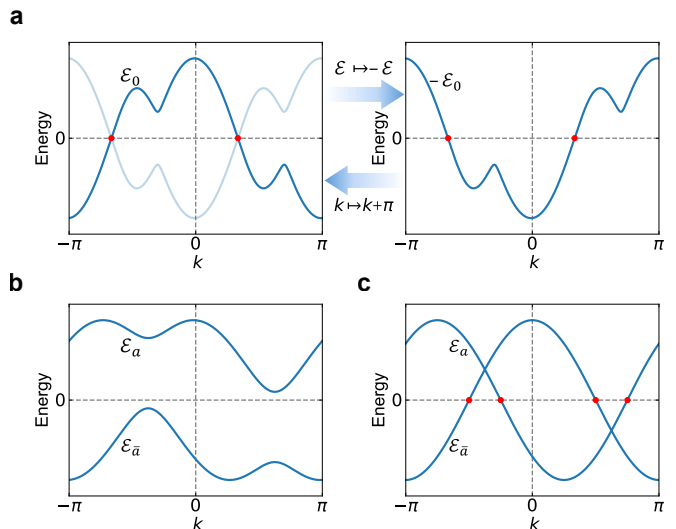 a
ℰ0
Energy
0
−π
0
π
k
ℰ ↦ −ℰ
k ↦ k+π
−ℰ0
Energy
0
−π
0
π
k
b
ℰa
ℰā
Energy
0
−π
0
π
k
c
ℰa
ℰā
Energy
0
−π
0
π
k